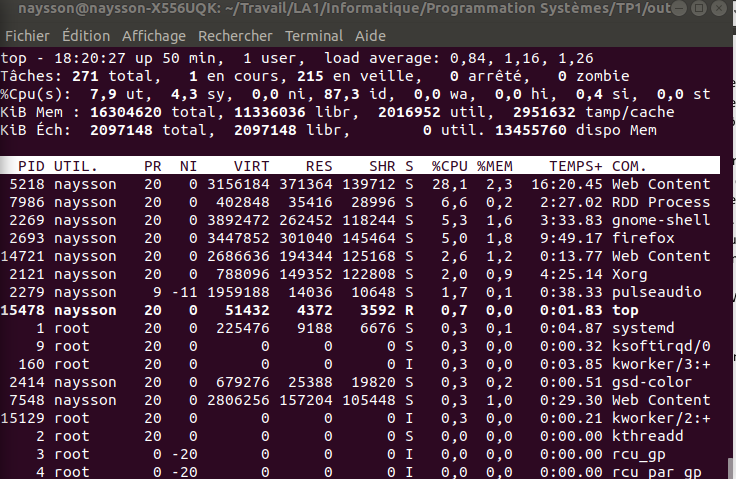 naysson@naysson-X556UQK: ~/Travail/LA1/Informatique/Programmation Systèmes/TP1/out
Fichier Édition Affichage Rechercher Terminal Aide
top - 18:20:27 up 50 min,  1 user,  load average: 0,84, 1,16, 1,26
Tâches: 271 total,   1 en cours, 215 en veille,   0 arrêté,   0 zombie
%Cpu(s):  7,9 ut,  4,3 sy,  0,0 ni, 87,3 id,  0,0 wa,  0,0 hi,  0,4 si,  0,0 st
KiB Mem : 16304620 total, 11336036 libr,  2016952 util,  2951632 tamp/cache
KiB Éch:  2097148 total,  2097148 libr,        0 util. 13455760 dispo Mem
PID UTIL.     PR  NI    VIRT    RES    SHR S  %CPU %MEM    TEMPS+ COM.
5218 naysson   20   0 3156184 371364 139712 S  28,1  2,3  16:20.45 Web Content
7986 naysson   20   0  402848  35416  28996 S   6,6  0,2   2:27.02 RDD Process
2269 naysson   20   0 3892472 262452 118244 S   5,3  1,6   3:33.83 gnome-shell
2693 naysson   20   0 3447852 301040 145464 S   5,0  1,8   9:49.17 firefox
14721 naysson   20   0 2686636 194344 125168 S   2,6  1,2   0:13.77 Web Content
2121 naysson   20   0  788096 149352 122808 S   2,0  0,9   4:25.14 Xorg
2279 naysson    9 -11 1959188  14036  10648 S   1,7  0,1   0:38.33 pulseaudio
15478 naysson   20   0   51432   4372   3592 R   0,7  0,0   0:01.83 top
1 root      20   0  225476   9188   6676 S   0,3  0,1   0:04.87 systemd
9 root      20   0       0      0      0 S   0,3  0,0   0:00.32 ksoftirqd/0
160 root      20   0       0      0      0 I   0,3  0,0   0:03.85 kworker/3:+
2414 naysson   20   0  679276  25388  19820 S   0,3  0,2   0:00.51 gsd-color
7548 naysson   20   0 2806256 157204 105448 S   0,3  1,0   0:29.30 Web Content
15129 root      20   0       0      0      0 I   0,3  0,0   0:00.21 kworker/2:+
2 root      20   0       0      0      0 S   0,0  0,0   0:00.00 kthreadd
3 root       0 -20       0      0      0 I   0,0  0,0   0:00.00 rcu_gp
4 root       0 -20       0      0      0 I   0,0  0,0   0:00.00 rcu_par_gp